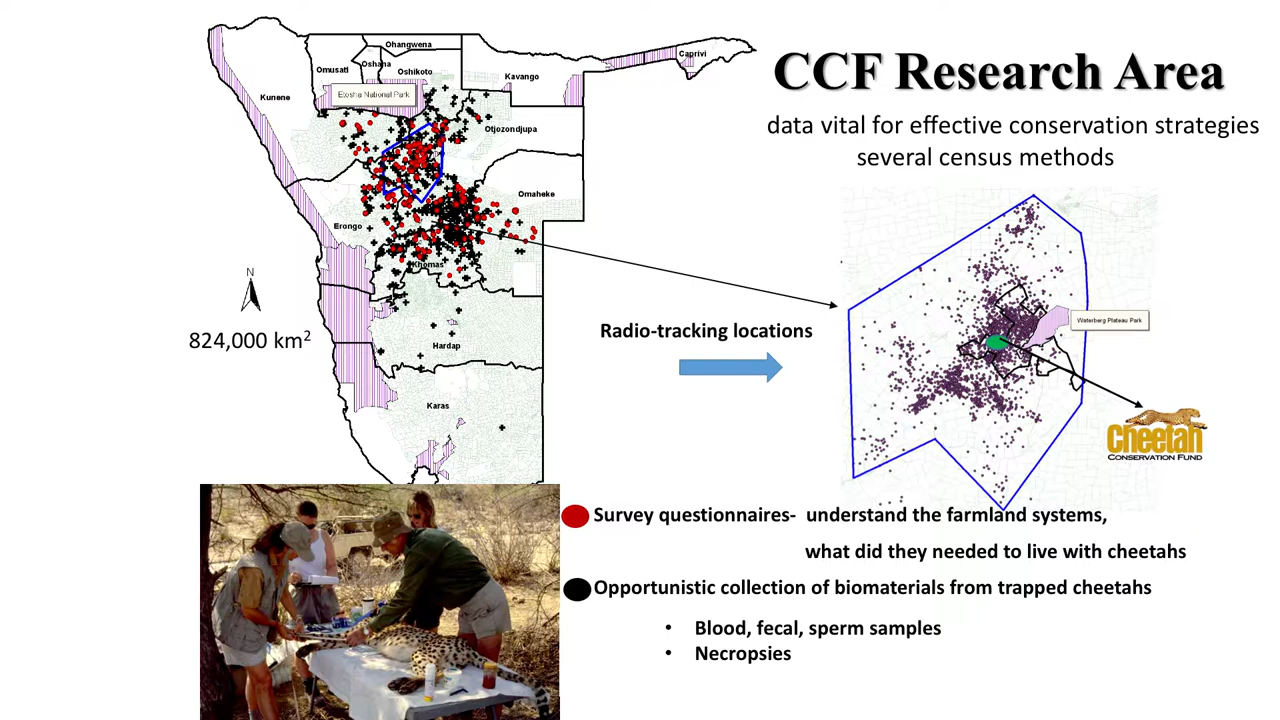 CCF Research Area
data vital for effective conservation strategies
several census methods
Ohangwena
Caprivi
Oshana
Omusati
Oshikoto
Kavango
Kunene
Etosha National Park
Otjozondjupa
Omaheke
Erongo
Khomas
N
824,000 km²
Hardap
Karas
Radio-tracking locations
Waterberg Plateau Park
Cheetah
CONSERVATION FUND
Survey questionnaires- understand the farmland systems,
what did they needed to live with cheetahs
Opportunistic collection of biomaterials from trapped cheetahs
• Blood, fecal, sperm samples
• Necropsies